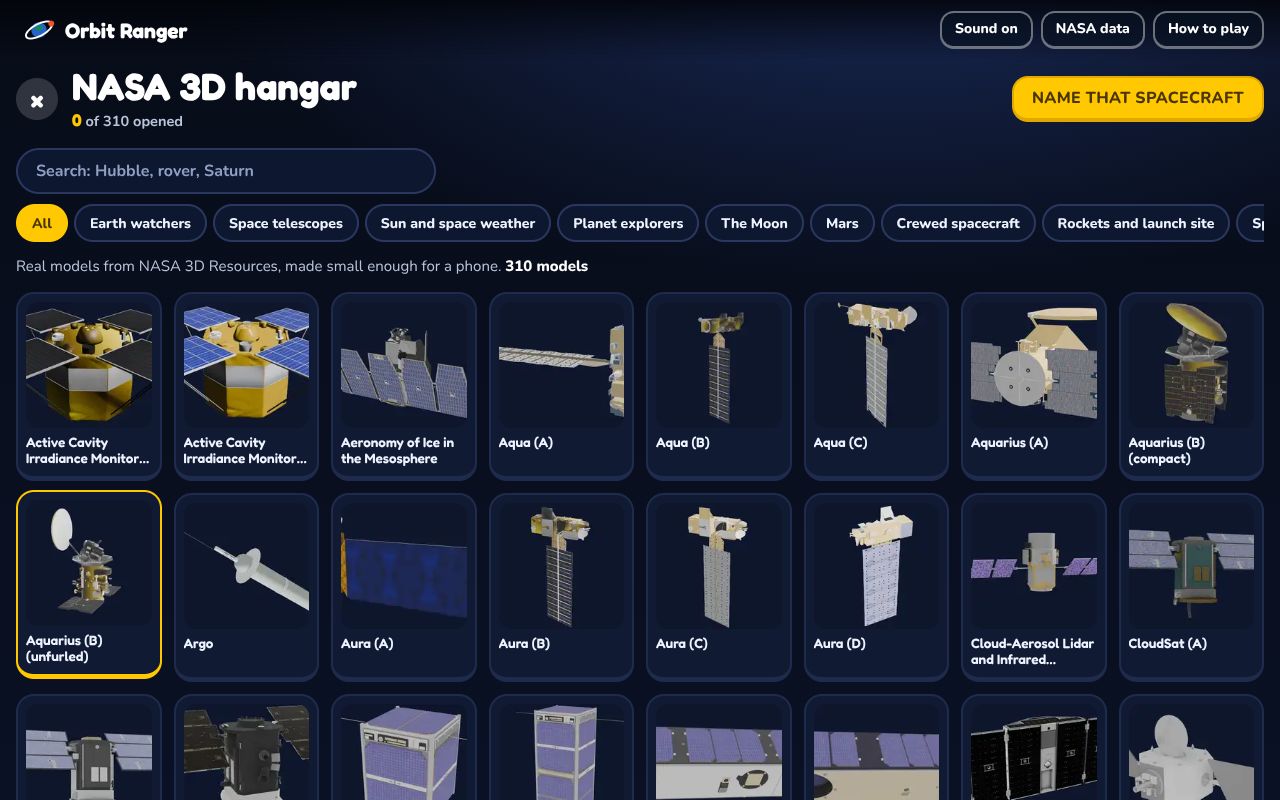 Orbit Ranger
Sound on
NASA data
How to play
NASA 3D hangar
0 of 310 opened
NAME THAT SPACECRAFT
Search: Hubble, rover, Saturn
All
Earth watchers
Space telescopes
Sun and space weather
Planet explorers
The Moon
Mars
Crewed spacecraft
Rockets and launch site
Real models from NASA 3D Resources, made small enough for a phone. 310 models
Active Cavity
Irradiance Monitor...
Active Cavity
Irradiance Monitor...
Aeronomy of Ice in
the Mesosphere
Aqua (A)
Aqua (B)
Aqua (C)
Aquarius (A)
Aquarius (B)
(compact)
Aquarius (B)
(unfurled)
Argo
Aura (A)
Aura (B)
Aura (C)
Aura (D)
Cloud-Aerosol Lidar
and Infrared...
CloudSat (A)